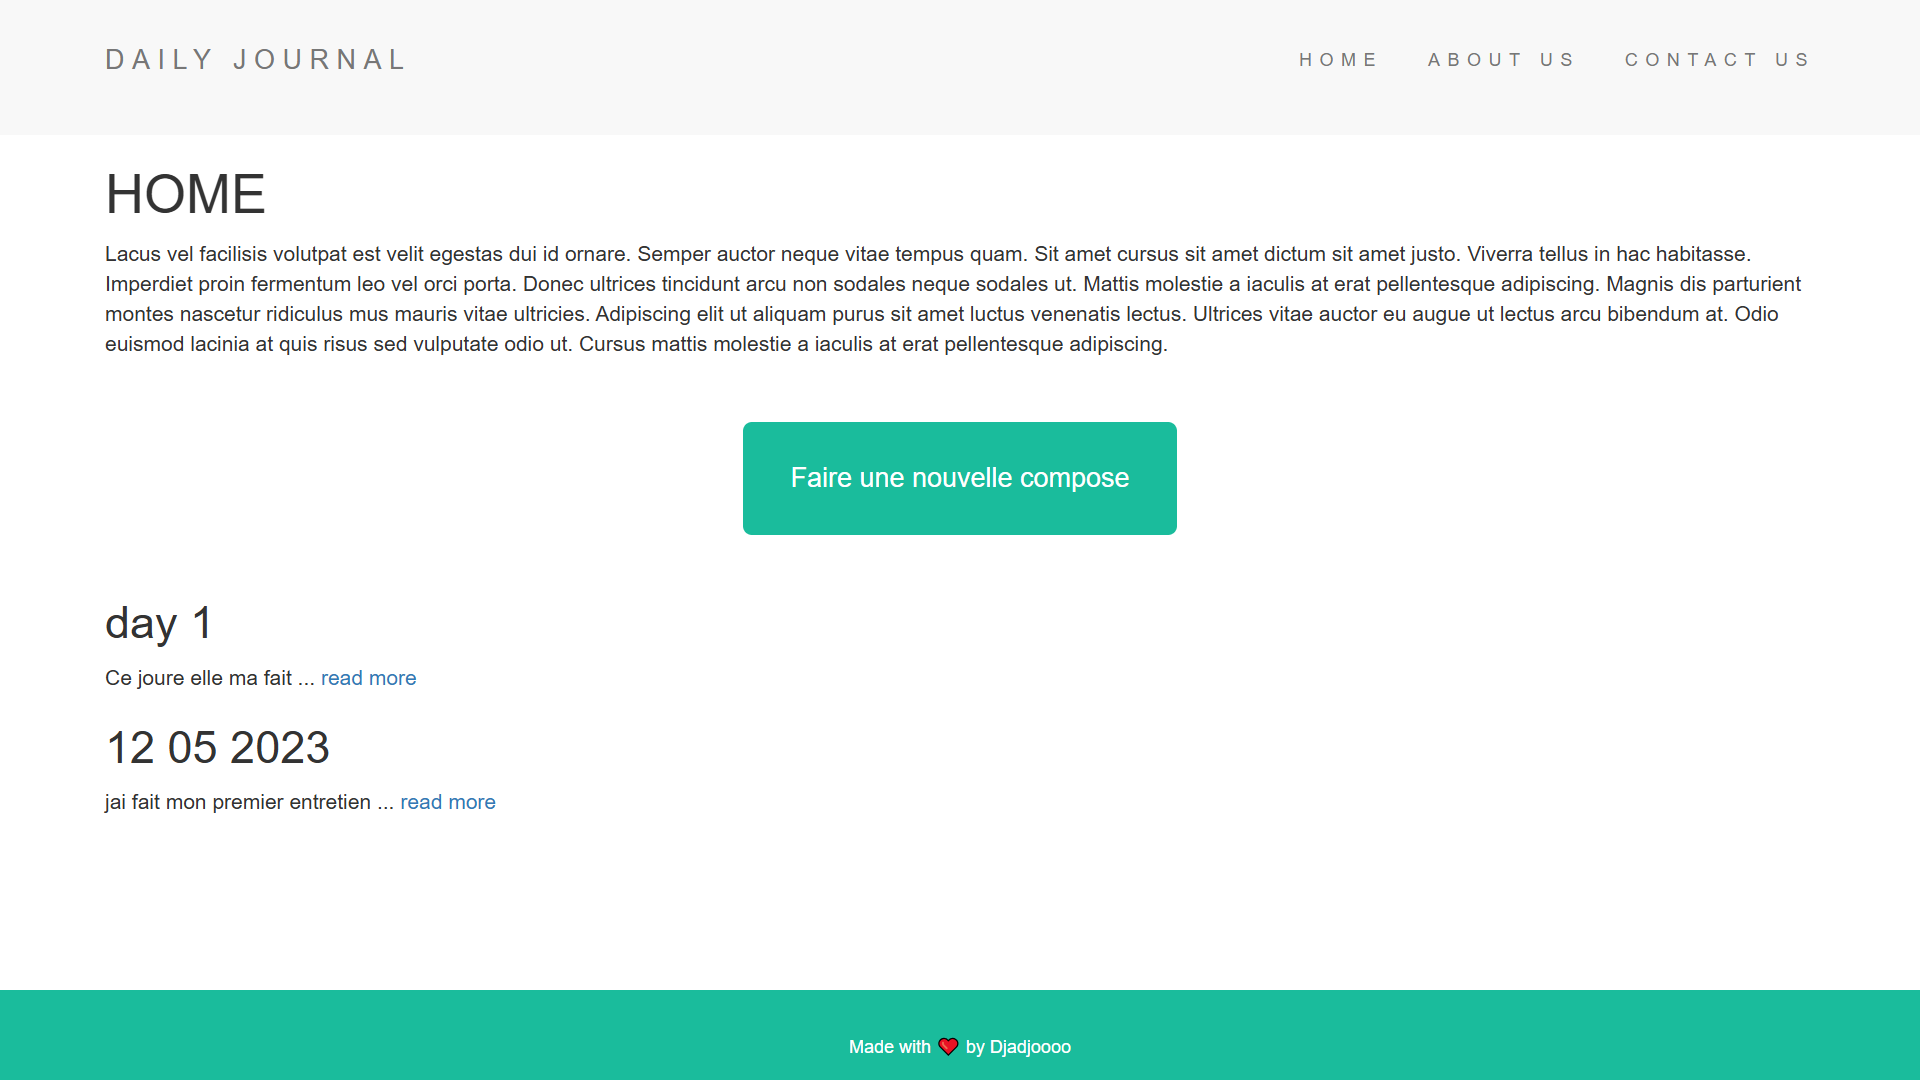 DAILY JOURNAL
HOME ABOUT US CONTACT US
HOME
Lacus vel facilisis volutpat est velit egestas dui id ornare. Semper auctor neque vitae tempus quam. Sit amet cursus sit amet dictum sit amet justo. Viverra tellus in hac habitasse.
Imperdiet proin fermentum leo vel orci porta. Donec ultrices tincidunt arcu non sodales neque sodales ut. Mattis molestie a iaculis at erat pellentesque adipiscing. Magnis dis parturient
montes nascetur ridiculus mus mauris vitae ultricies. Adipiscing elit ut aliquam purus sit amet luctus venenatis lectus. Ultrices vitae auctor eu augue ut lectus arcu bibendum at. Odio
euismod lacinia at quis risus sed vulputate odio ut. Cursus mattis molestie a iaculis at erat pellentesque adipiscing.
Faire une nouvelle compose
day 1
Ce joure elle ma fait ... read more
12 05 2023
jai fait mon premier entretien ... read more
Made with ❤ by Djadjoooo